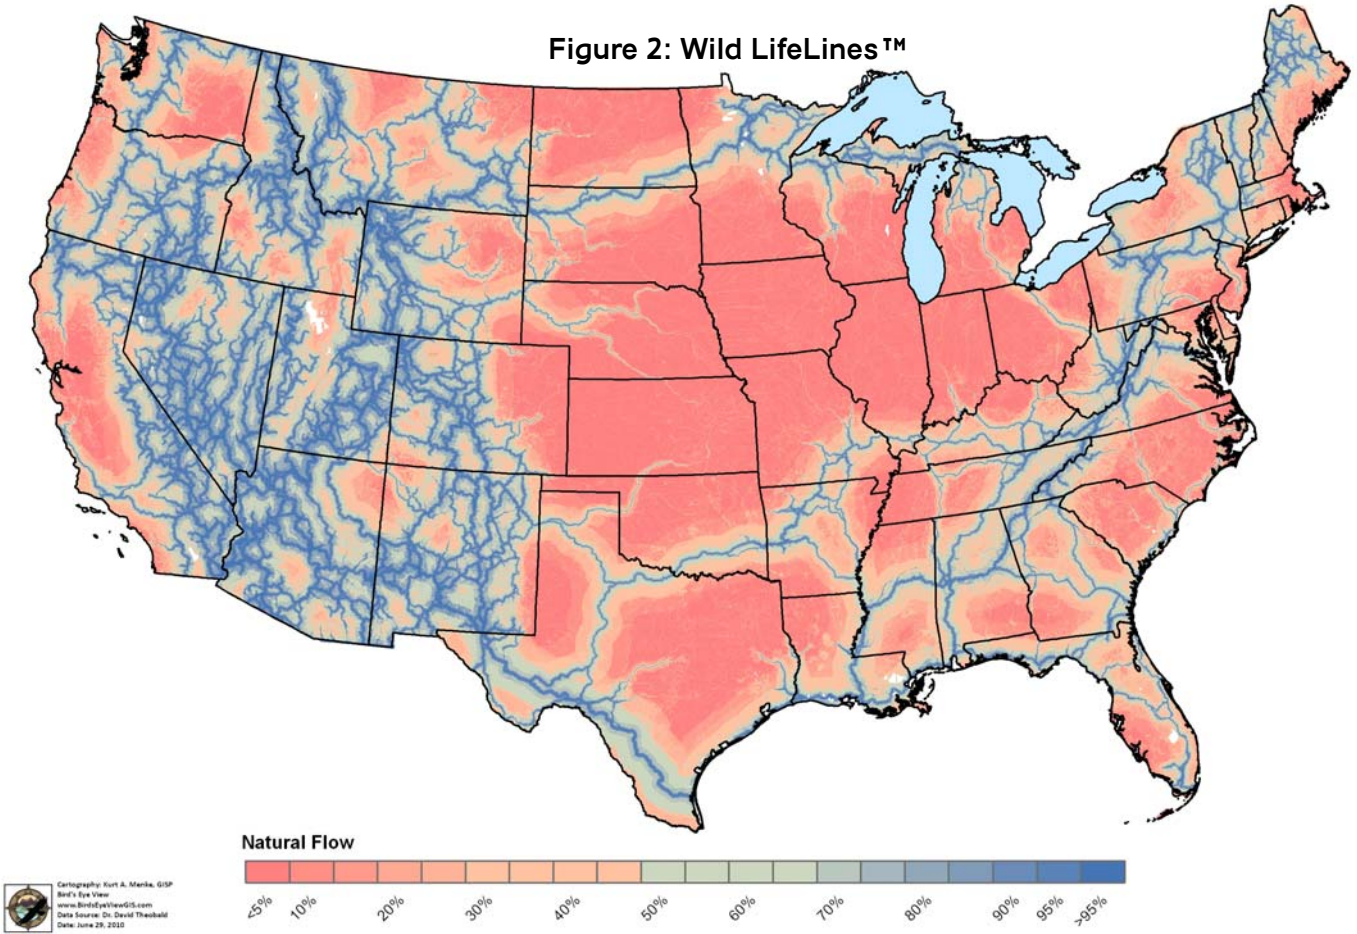 Figure 2: Wild LifeLines™
Natural Flow
<5% 10% 20% 30% 40% 50% 60% 70% 80% 90% 95% >95%
Cartography: Kurt A. Menke, GISP
Bird's Eye View
www.BirdsEyeViewGIS.com
Data Source: Dr. David Theobald
Date: June 29, 2010